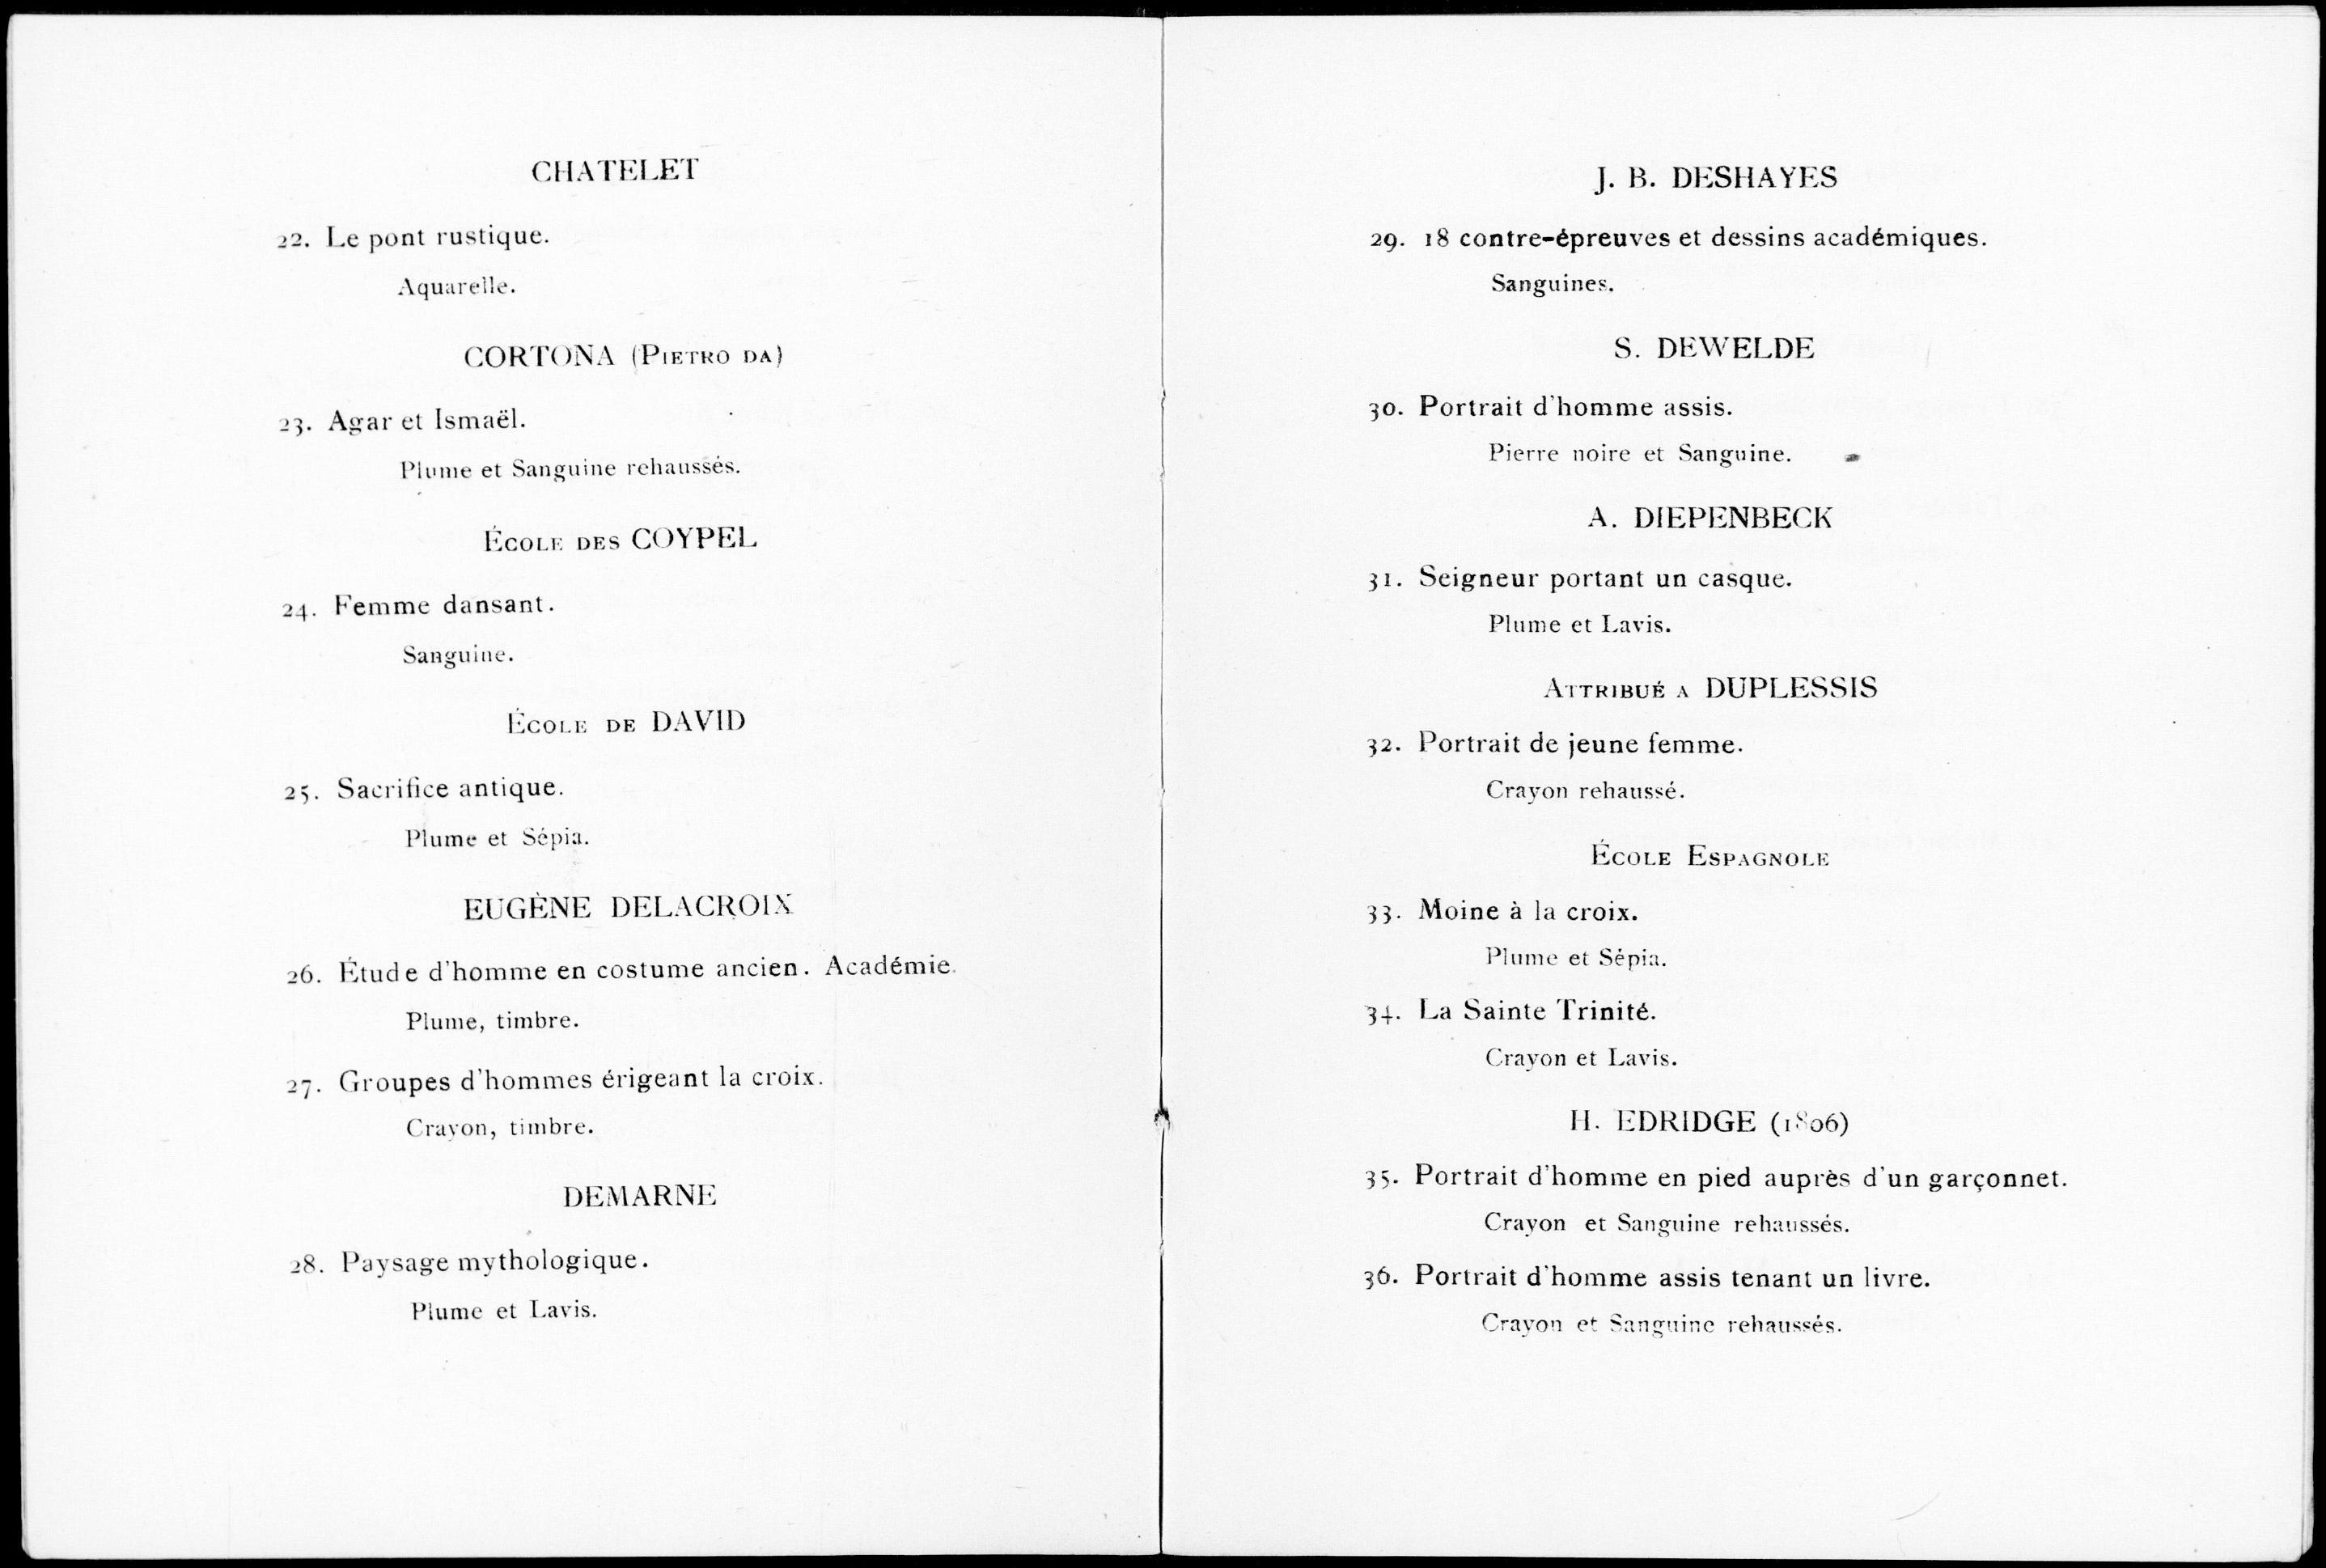 CHATELET
22. Le pont rustique.
Aquarelle.
CORTONA (Pietro da)
23. Agar et Ismaël.
Plume et Sanguine rehaussés.
École des COYPEL
24. Femme dansant.
Sanguine.
École de DAVID
25. Sacrifice antique.
Plume et Sépia.
EUGÈNE DELACROIX
26. Étude d'homme en costume ancien. Académie.
Plume, timbre.
27. Groupes d'hommes érigeant la croix.
Crayon, timbre.
DEMARNE
28. Paysage mythologique.
Plume et Lavis.
J. B. DESHAYES
29. 18 contre-épreuves et dessins académiques.
Sanguines.
S. DEWELDE
30. Portrait d'homme assis.
Pierre noire et Sanguine.
A. DIEPENBECK
31. Seigneur portant un casque.
Plume et Lavis.
Attribué a DUPLESSIS
32. Portrait de jeune femme.
Crayon rehaussé.
École Espagnole
33. Moine à la croix.
Plume et Sépia.
34. La Sainte Trinité.
Crayon et Lavis.
H. EDRIDGE (1806)
35. Portrait d'homme en pied auprès d'un garçonnet.
Crayon et Sanguine rehaussés.
36. Portrait d'homme assis tenant un livre.
Crayon et Sanguine rehaussés.